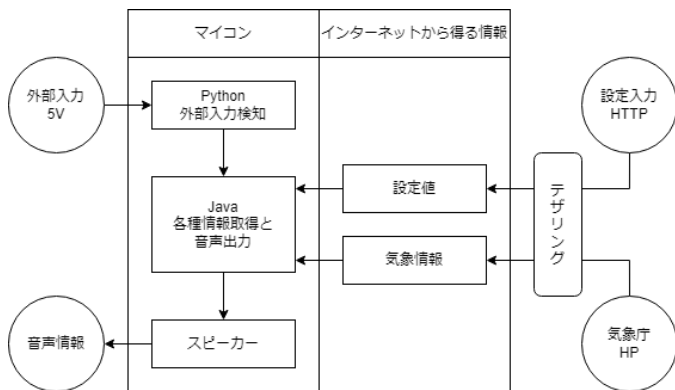 マイコン
インターネットから得る情報
外部入力
5V
Python
外部入力検知
設定入力
HTTP
Java
各種情報取得と
音声出力
設定値
気象情報
テザリング
音声情報
スピーカー
気象庁
HP